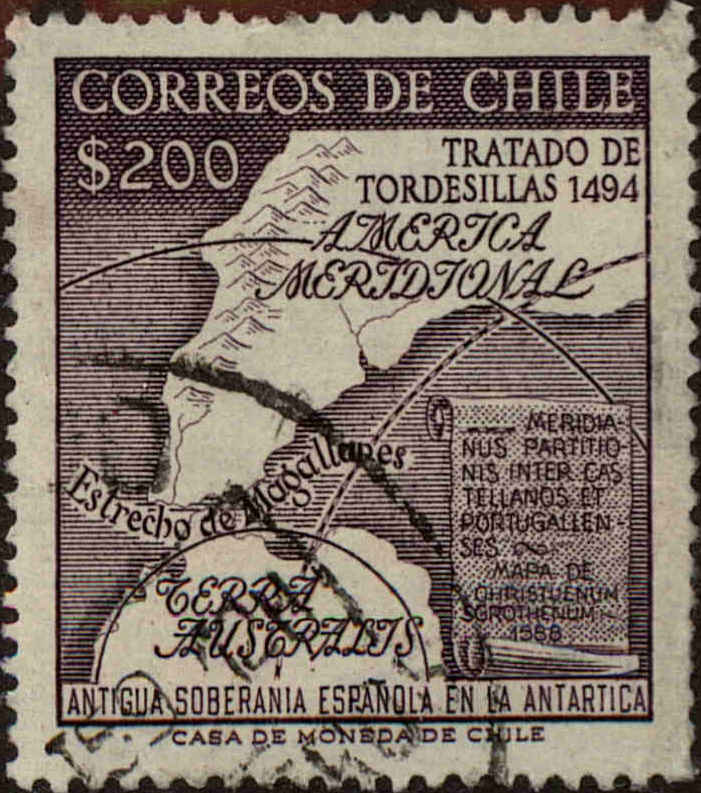 CORREOS DE CHILE
$200
TRATADO DE
TORDESILLAS 1494
AMERICA
MERIDIONAL
Estrecho de Magallanes
MERIDIA-
NUS PARTITIO
NIS INTER CAS
TELLANOS ET
PORTUGALLEN-
SES
MAPA DE
CHRISTUENUM
SGROTHENUM
1588
TERRA
AUSTRALIS
ANTIGUA SOBERANIA ESPAÑOLA EN LA ANTARTICA
CASA DE MONEDA DE CHILE